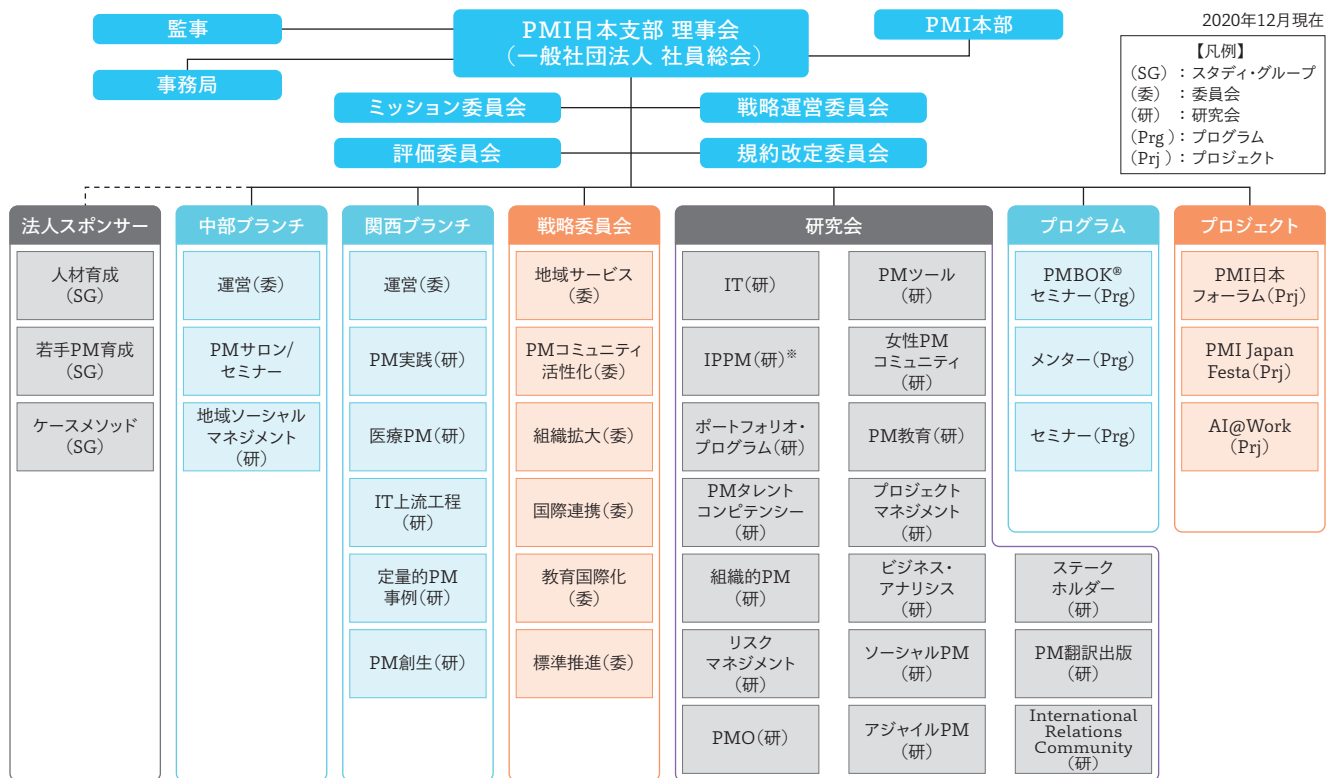 監事
PMI日本支部 理事会
(一般社団法人 社員総会)
PMI本部
2020年12月現在
事務局
【凡例】
(SG):スタディ・グループ
(委):委員会
(研):研究会
(Prg):プログラム
(Prj):プロジェクト
ミッション委員会
戦略運営委員会
評価委員会
規約改定委員会
法人スポンサー
人材育成
(SG)
若手PM育成
(SG)
ケースメソッド
(SG)
中部ブランチ
運営(委)
PMサロン/
セミナー
地域ソーシャル
マネジメント
(研)
関西ブランチ
運営(委)
PM実践(研)
医療PM(研)
IT上流工程
(研)
定量的PM
事例(研)
PM創生(研)
戦略委員会
地域サービス
(委)
PMコミュニティ
活性化(委)
組織拡大(委)
国際連携(委)
教育国際化
(委)
標準推進(委)
研究会
IT(研)
IPPM(研)※
ポートフォリオ・
プログラム(研)
PMタレント
コンピテンシー
(研)
組織的PM
(研)
リスク
マネジメント
(研)
PMO(研)
PMツール
(研)
女性PM
コミュニティ
(研)
PM教育(研)
プロジェクト
マネジメント
(研)
ビジネス・
アナリシス
(研)
ソーシャルPM
(研)
アジャイルPM
(研)
ステーク
ホルダー
(研)
PM翻訳出版
(研)
International
Relations
Community
(研)
プログラム
PMBOK®
セミナー(Prg)
メンター(Prg)
セミナー(Prg)
プロジェクト
PMI日本
フォーラム(Prj)
PMI Japan
Festa(Prj)
AI@Work
(Prj)